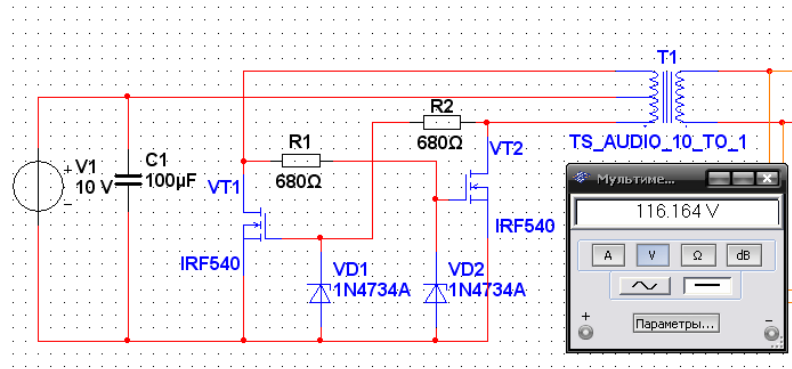 T1
R2
680Ω
TS_AUDIO_10_TO_1
R1
680Ω
VT2
V1
10 V
C1
100µF
VT1
IRF540
IRF540
VD1
1N4734A
VD2
1N4734A
Мультиме...
116.164 V
A V Ω dB
+ −
Параметры...